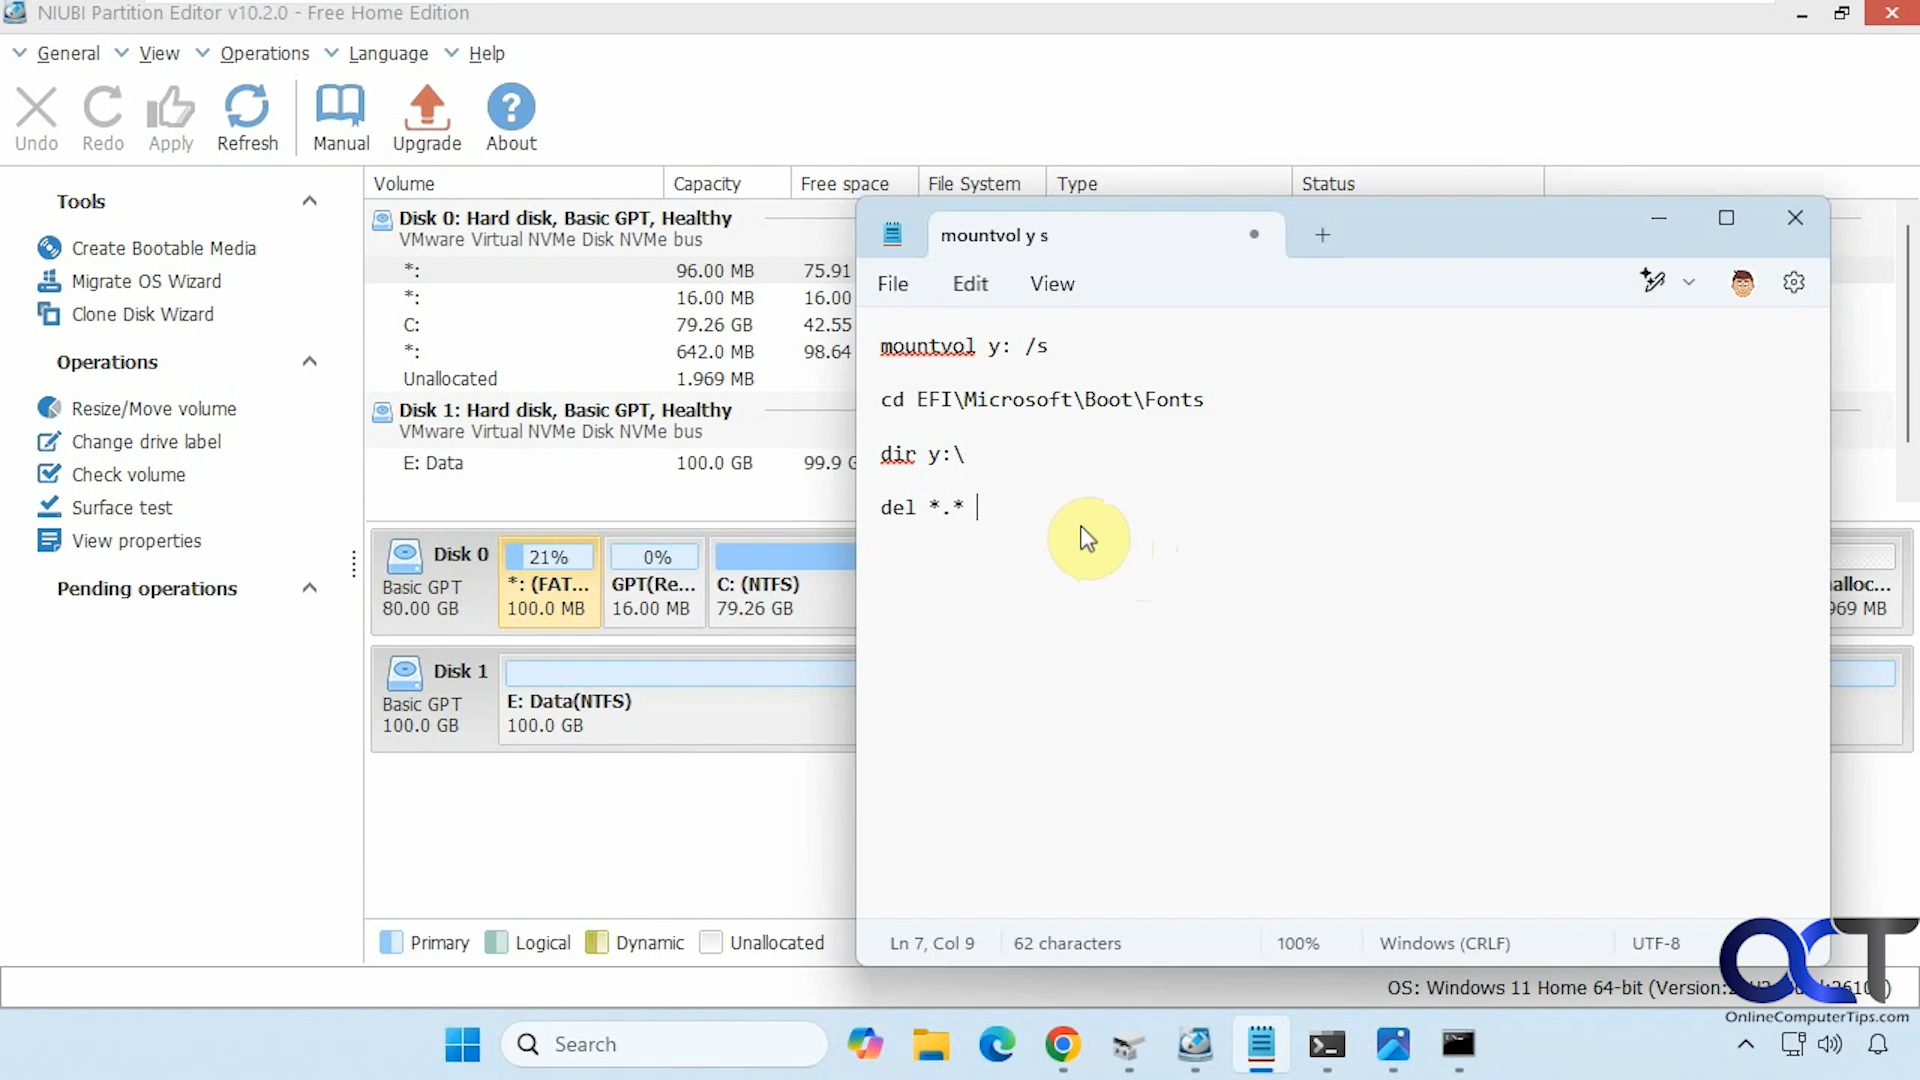 NIUBI Partition Editor v10.2.0 - Free Home Edition
General View Operations Language Help
Undo Redo Apply Refresh Manual Upgrade About
Tools
Create Bootable Media
Migrate OS Wizard
Clone Disk Wizard
Operations
Resize/Move volume
Change drive label
Check volume
Surface test
View properties
Pending operations
Volume Capacity Free space File System Type Status
Disk 0: Hard disk, Basic GPT, Healthy
VMware Virtual NVMe Disk NVMe bus
*: 96.00 MB 75.91
*: 16.00 MB 16.00
C: 79.26 GB 42.55
*: 642.0 MB 98.64
Unallocated 1.969 MB
Disk 1: Hard disk, Basic GPT, Healthy
VMware Virtual NVMe Disk NVMe bus
E: Data 100.0 GB 99.9
Disk 0
Basic GPT
80.00 GB
21%
*: (FAT...
100.0 MB
0%
GPT(Re...
16.00 MB
C: (NTFS)
79.26 GB
alloc...
969 MB
Disk 1
Basic GPT
100.0 GB
E: Data(NTFS)
100.0 GB
Primary Logical Dynamic Unallocated
mountvol y s
File Edit View
mountvol y: /s
cd EFI\Microsoft\Boot\Fonts
dir y:\
del *.*
Ln 7, Col 9 62 characters 100% Windows (CRLF) UTF-8
OS: Windows 11 Home 64-bit (Version:
OCT
OnlineComputerTips.com
Search